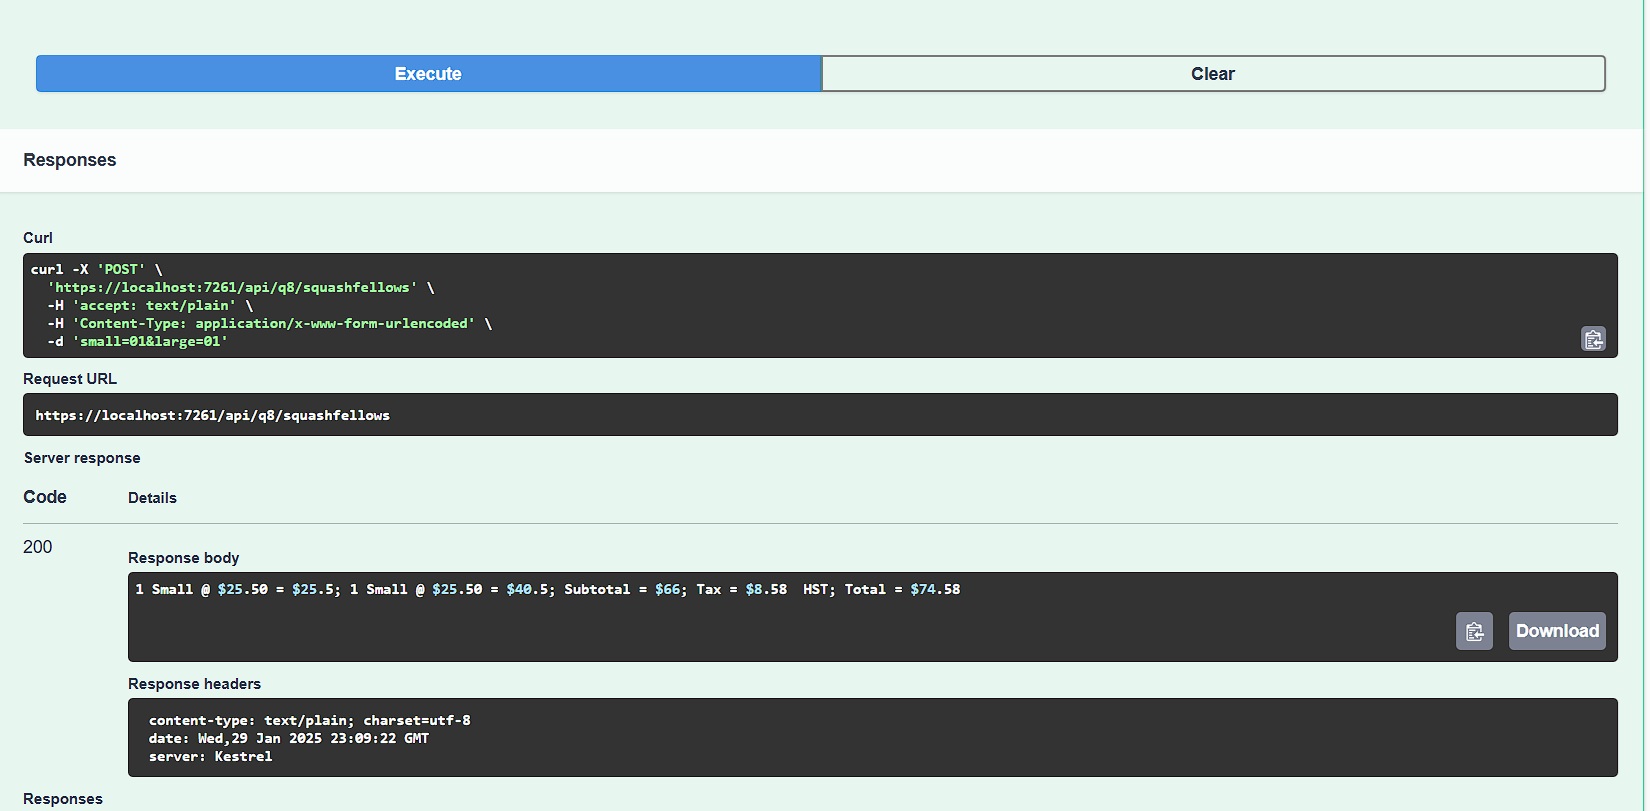 Execute
Clear
Responses
Curl
curl -X 'POST' \
'https://localhost:7261/api/q8/squashfellows' \
-H 'accept: text/plain' \
-H 'Content-Type: application/x-www-form-urlencoded' \
-d 'small=01&large=01'
Request URL
https://localhost:7261/api/q8/squashfellows
Server response
Code Details
200
Response body
1 Small @ $25.50 = $25.5; 1 Small @ $25.50 = $40.5; Subtotal = $66; Tax = $8.58  HST; Total = $74.58
Download
Response headers
content-type: text/plain; charset=utf-8
date: Wed,29 Jan 2025 23:09:22 GMT
server: Kestrel
Responses